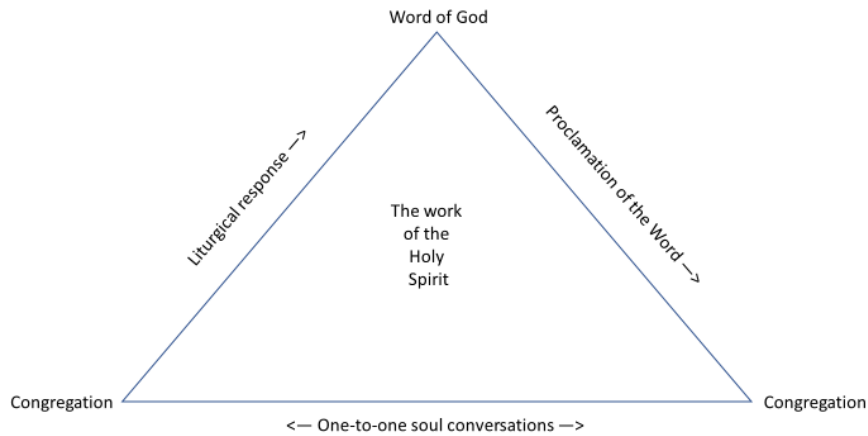 Word of God
Liturgical response —>
Proclamation of the Word —>
The work
of the
Holy
Spirit
Congregation
Congregation
<— One-to-one soul conversations —>